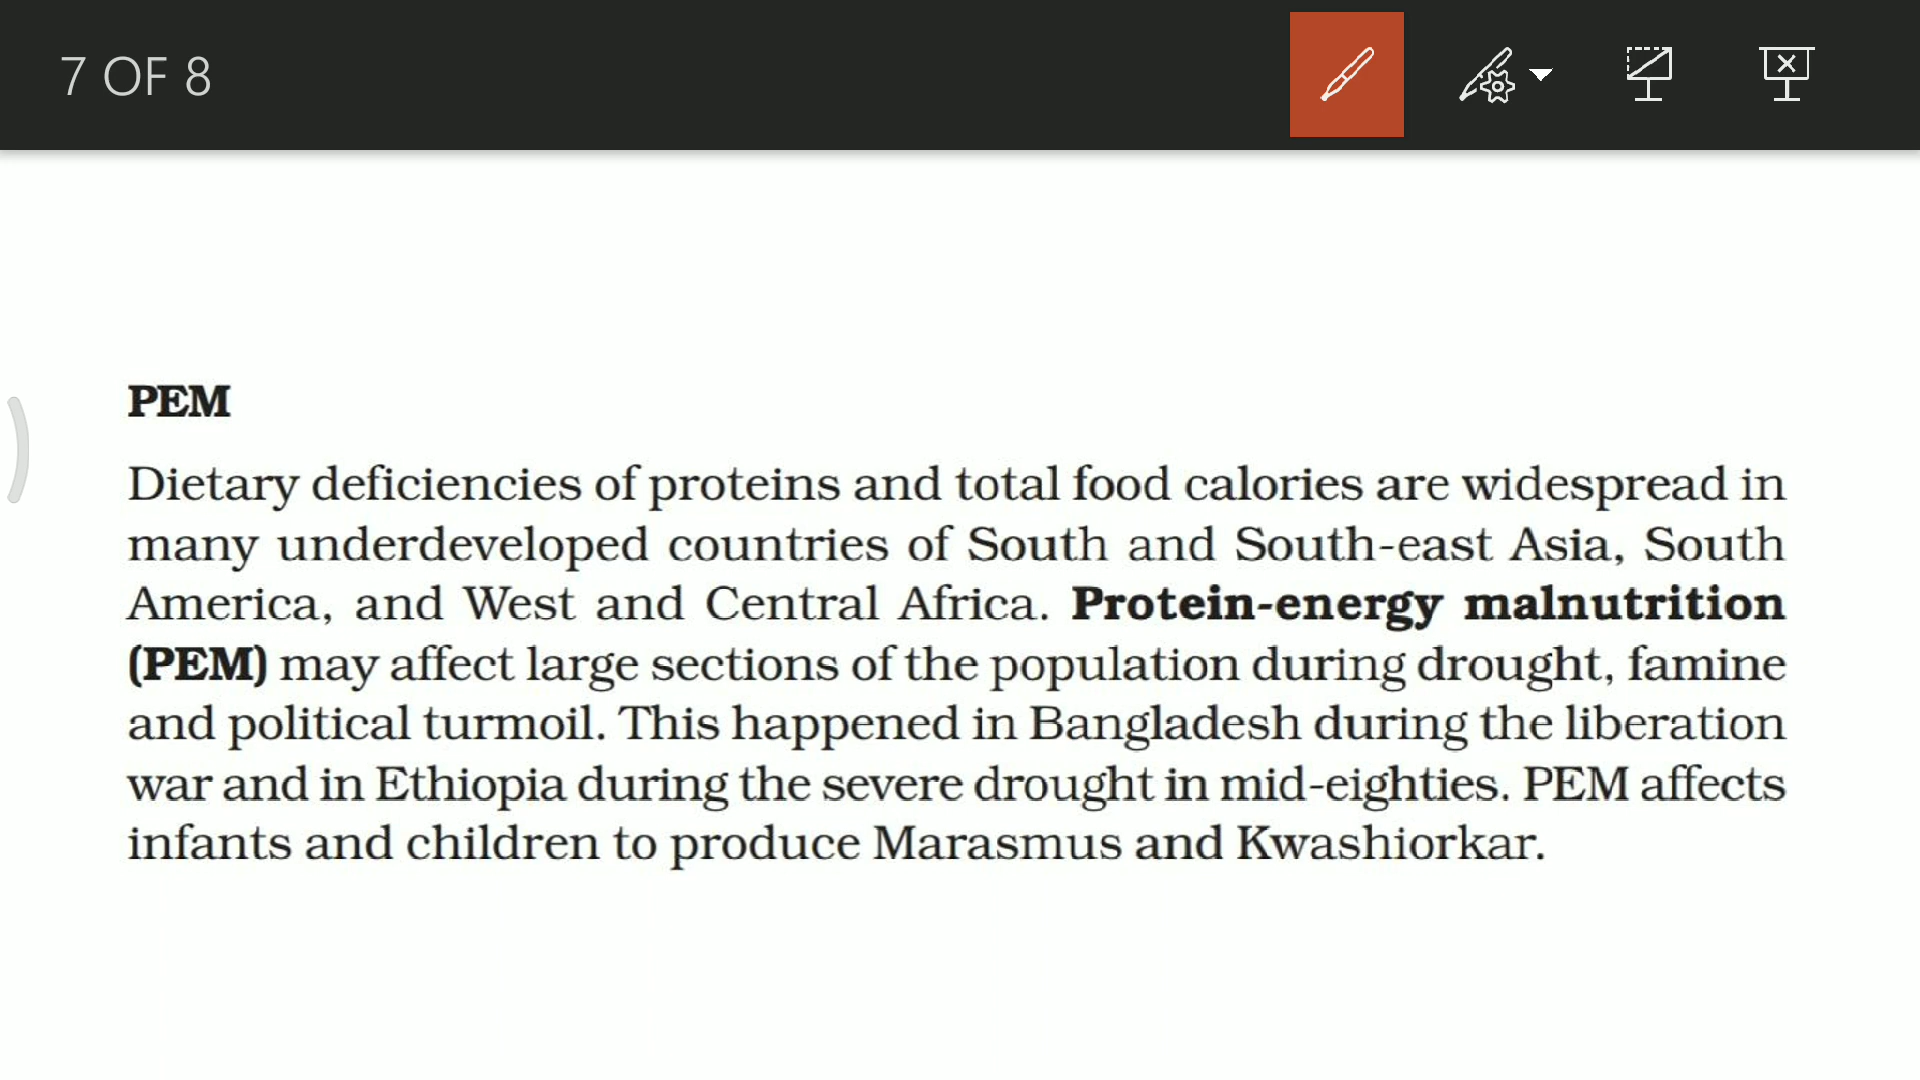 7 OF 8
PEM
Dietary deficiencies of proteins and total food calories are widespread in
many underdeveloped countries of South and South-east Asia, South
America, and West and Central Africa. Protein-energy malnutrition
(PEM) may affect large sections of the population during drought, famine
and political turmoil. This happened in Bangladesh during the liberation
war and in Ethiopia during the severe drought in mid-eighties. PEM affects
infants and children to produce Marasmus and Kwashiorkar.